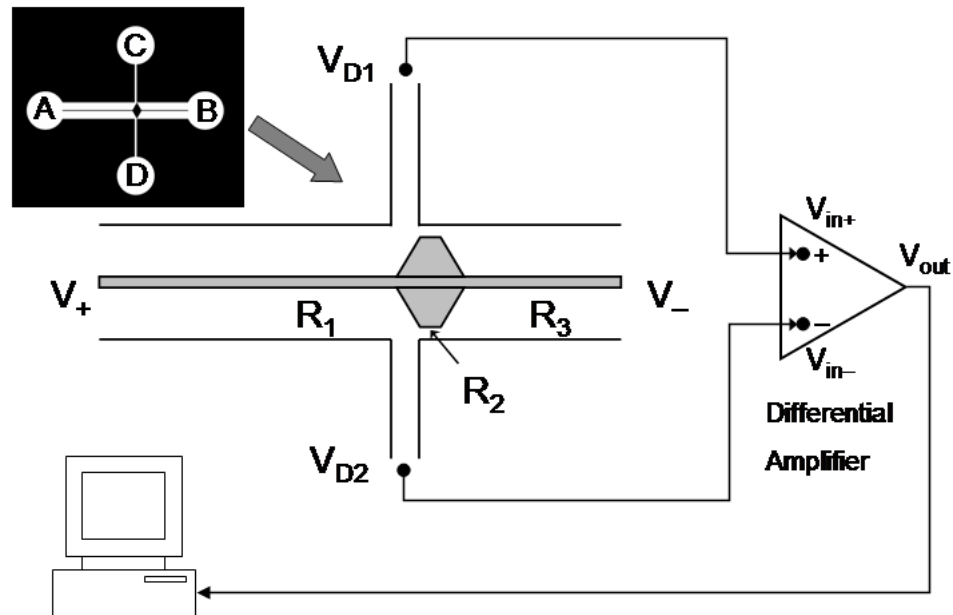 C
A
B
D
V_D1
V_+
R_1
R_2
R_3
V_–
V_D2
V_in+
+
V_out
–
V_in–
Differential
Amplifier